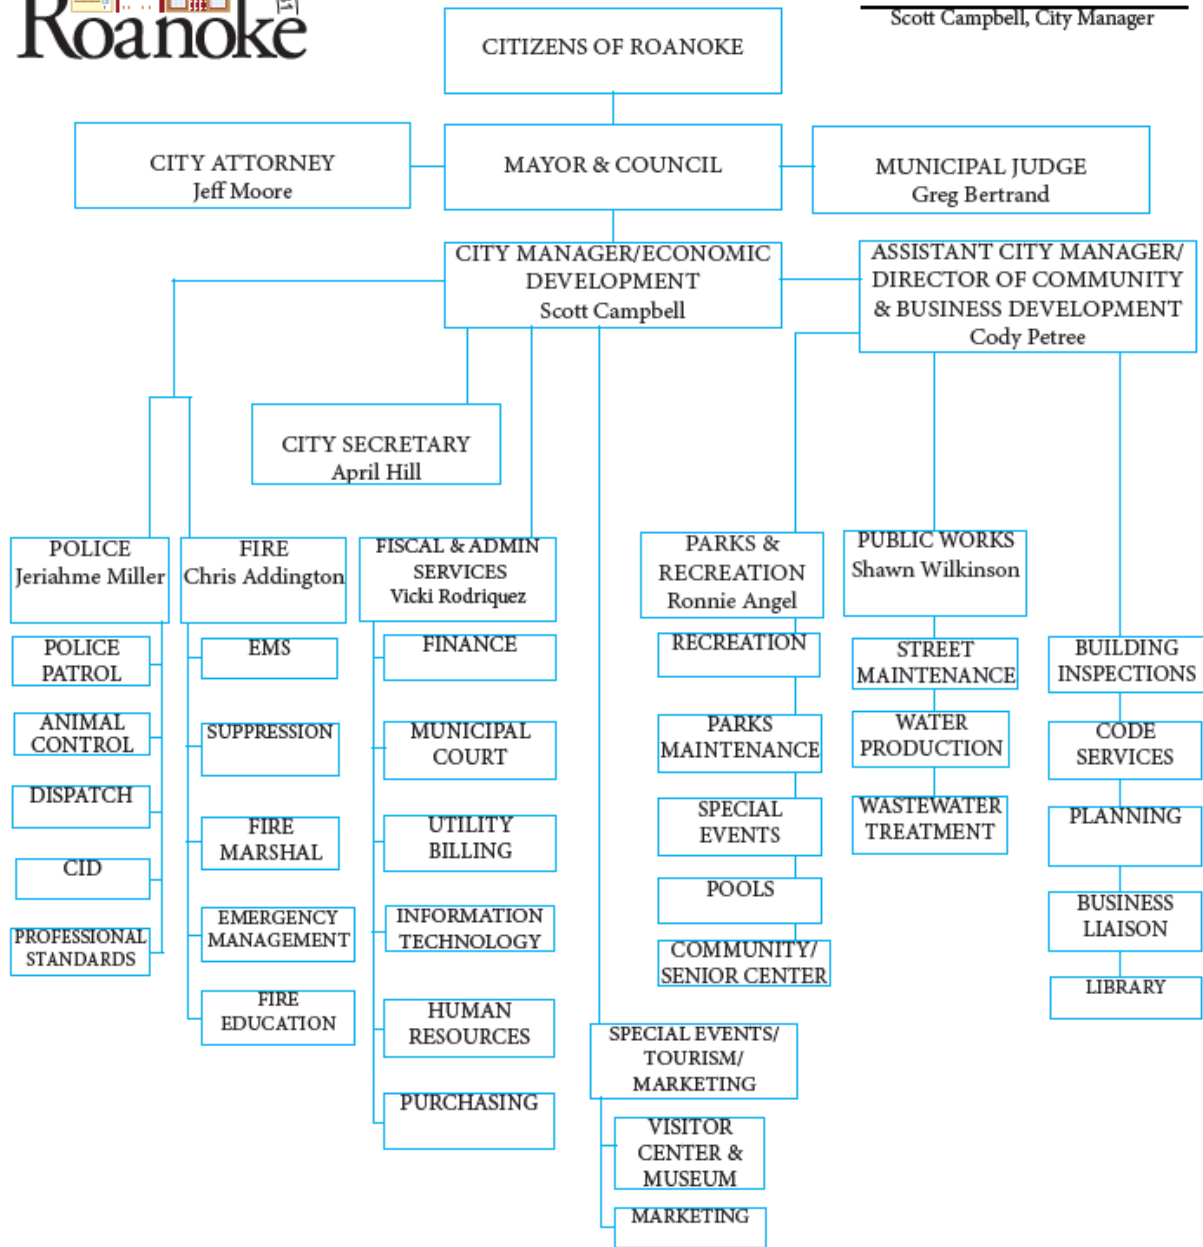 Roanoke
Scott Campbell, City Manager
CITIZENS OF ROANOKE
CITY ATTORNEY
Jeff Moore
MAYOR & COUNCIL
MUNICIPAL JUDGE
Greg Bertrand
CITY MANAGER/ECONOMIC
DEVELOPMENT
Scott Campbell
ASSISTANT CITY MANAGER/
DIRECTOR OF COMMUNITY
& BUSINESS DEVELOPMENT
Cody Petree
CITY SECRETARY
April Hill
POLICE
Jeriahme Miller
POLICE
PATROL
ANIMAL
CONTROL
DISPATCH
CID
PROFESSIONAL
STANDARDS
FIRE
Chris Addington
EMS
SUPPRESSION
FIRE
MARSHAL
EMERGENCY
MANAGEMENT
FIRE
EDUCATION
FISCAL & ADMIN
SERVICES
Vicki Rodriquez
FINANCE
MUNICIPAL
COURT
UTILITY
BILLING
INFORMATION
TECHNOLOGY
HUMAN
RESOURCES
PURCHASING
SPECIAL EVENTS/
TOURISM/
MARKETING
VISITOR
CENTER &
MUSEUM
MARKETING
PARKS &
RECREATION
Ronnie Angel
RECREATION
PARKS
MAINTENANCE
SPECIAL
EVENTS
POOLS
COMMUNITY/
SENIOR CENTER
PUBLIC WORKS
Shawn Wilkinson
STREET
MAINTENANCE
WATER
PRODUCTION
WASTEWATER
TREATMENT
BUILDING
INSPECTIONS
CODE
SERVICES
PLANNING
BUSINESS
LIAISON
LIBRARY